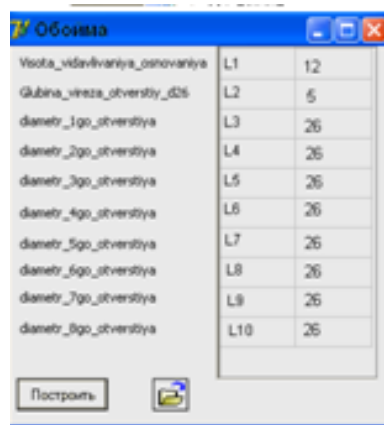 Обойма
Visota_vidavlivaniya_osnovaniya L1 12
Glubina_vireza_otverstiy_d26 L2 5
diametr_1go_otverstiya L3 26
diametr_2go_otverstiya L4 26
diametr_3go_otverstiya L5 26
diametr_4go_otverstiya L6 26
diametr_5go_otverstiya L7 26
diametr_6go_otverstiya L8 26
diametr_7go_otverstiya L9 26
diametr_8go_otverstiya L10 26
Построить